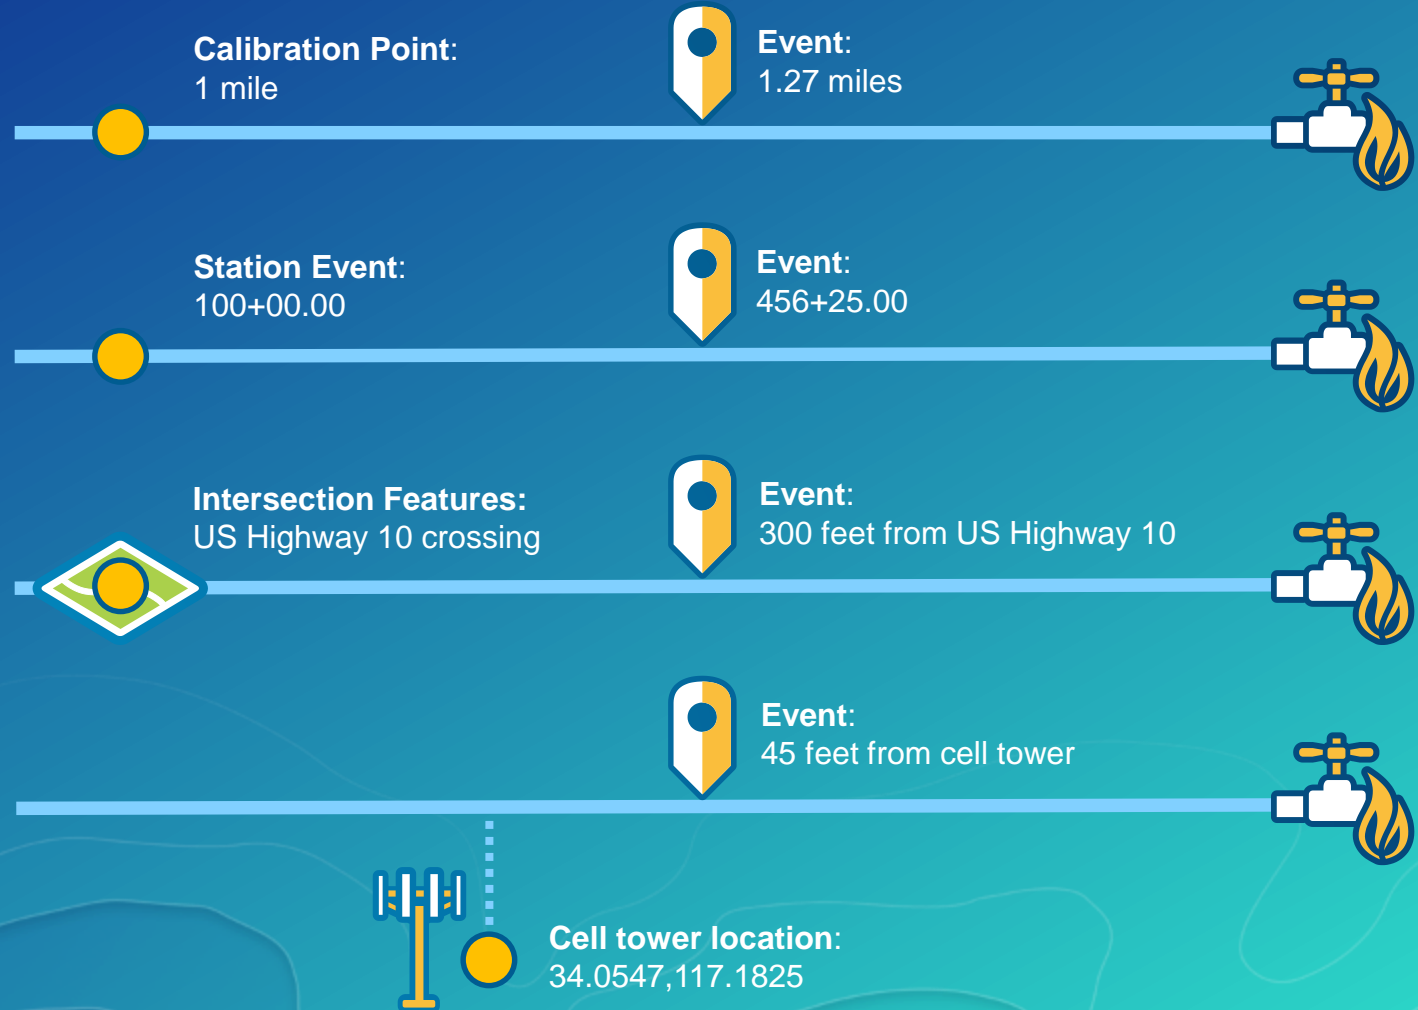 Calibration Point:
1 mile
Event:
1.27 miles
Station Event:
100+00.00
Event:
456+25.00
Intersection Features:
US Highway 10 crossing
Event:
300 feet from US Highway 10
Event:
45 feet from cell tower
Cell tower location:
34.0547,117.1825